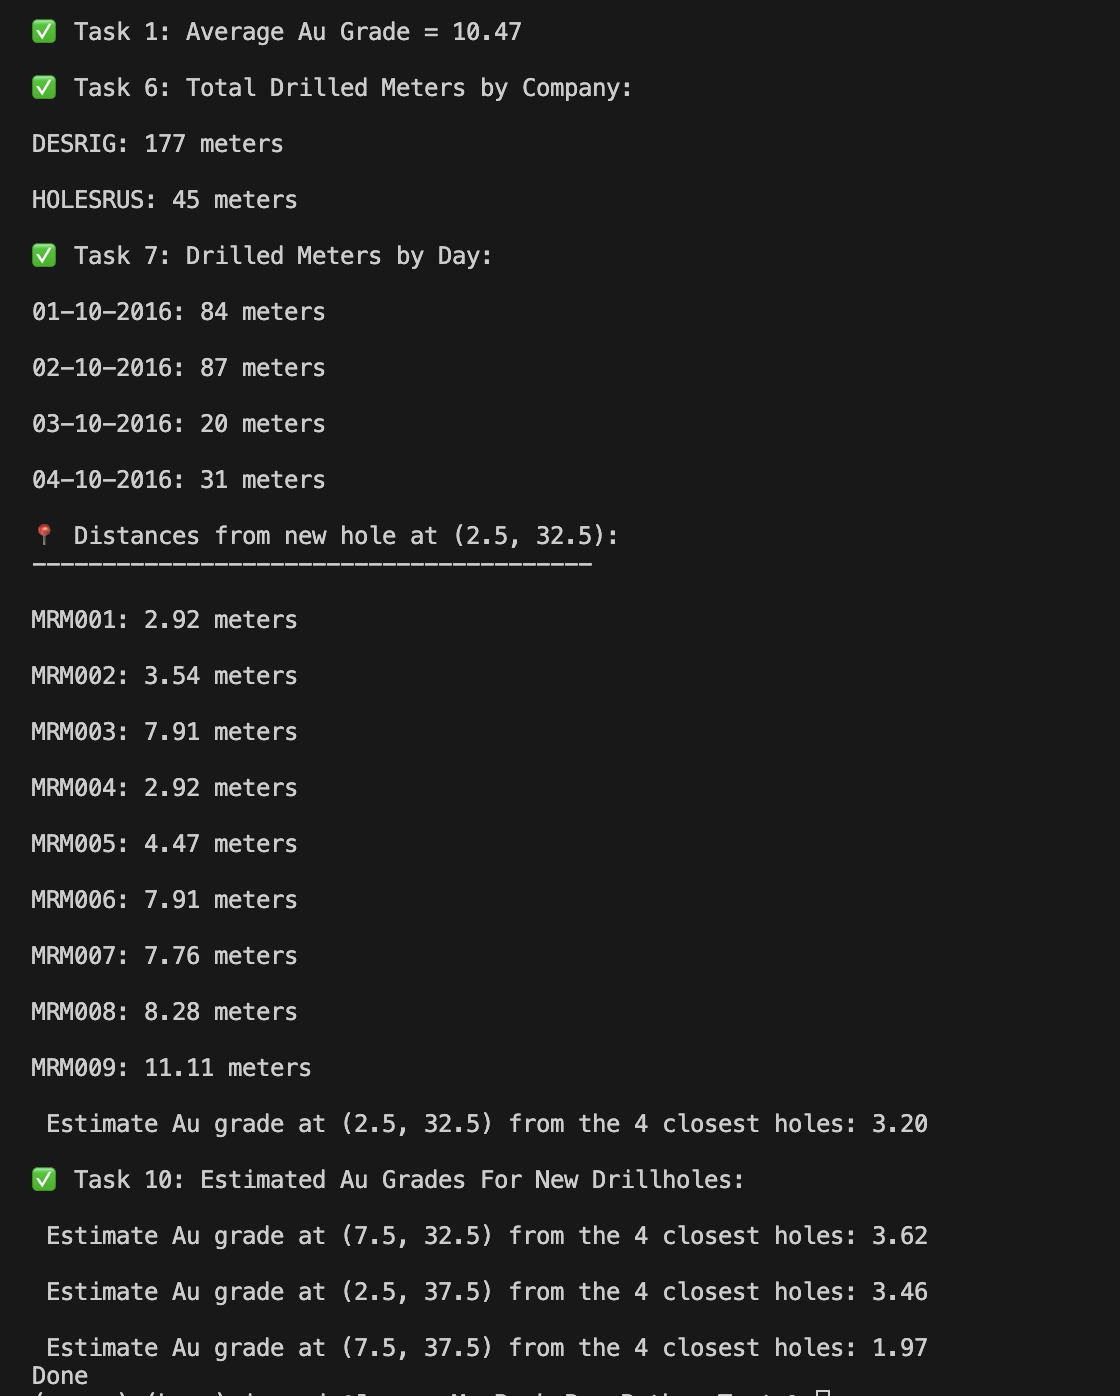 ✅ Task 1: Average Au Grade = 10.47
✅ Task 6: Total Drilled Meters by Company:
DESRIG: 177 meters
HOLESRUS: 45 meters
✅ Task 7: Drilled Meters by Day:
01-10-2016: 84 meters
02-10-2016: 87 meters
03-10-2016: 20 meters
04-10-2016: 31 meters
📍 Distances from new hole at (2.5, 32.5):
----------------------------------------
MRM001: 2.92 meters
MRM002: 3.54 meters
MRM003: 7.91 meters
MRM004: 2.92 meters
MRM005: 4.47 meters
MRM006: 7.91 meters
MRM007: 7.76 meters
MRM008: 8.28 meters
MRM009: 11.11 meters
Estimate Au grade at (2.5, 32.5) from the 4 closest holes: 3.20
✅ Task 10: Estimated Au Grades For New Drillholes:
Estimate Au grade at (7.5, 32.5) from the 4 closest holes: 3.62
Estimate Au grade at (2.5, 37.5) from the 4 closest holes: 3.46
Estimate Au grade at (7.5, 37.5) from the 4 closest holes: 1.97
Done